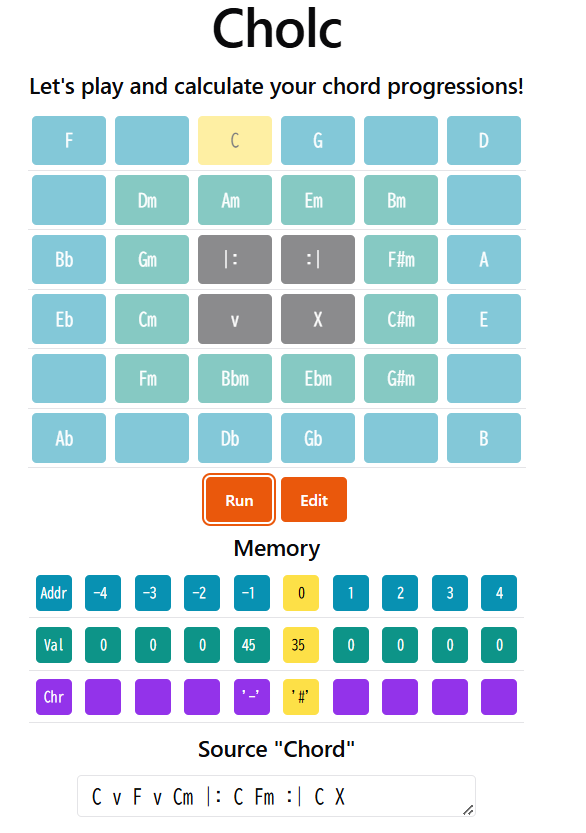 Cholc
Let's play and calculate your chord progressions!
F C G D
Dm Am Em Bm
Bb Gm |: :| F#m A
Eb Cm v X C#m E
Fm Bbm Ebm G#m
Ab Db Gb B
Run Edit
Memory
Addr -4 -3 -2 -1 0 1 2 3 4
Val 0 0 0 45 35 0 0 0 0
Chr '-' '#'
Source "Chord"
C v F v Cm |: C Fm :| C X